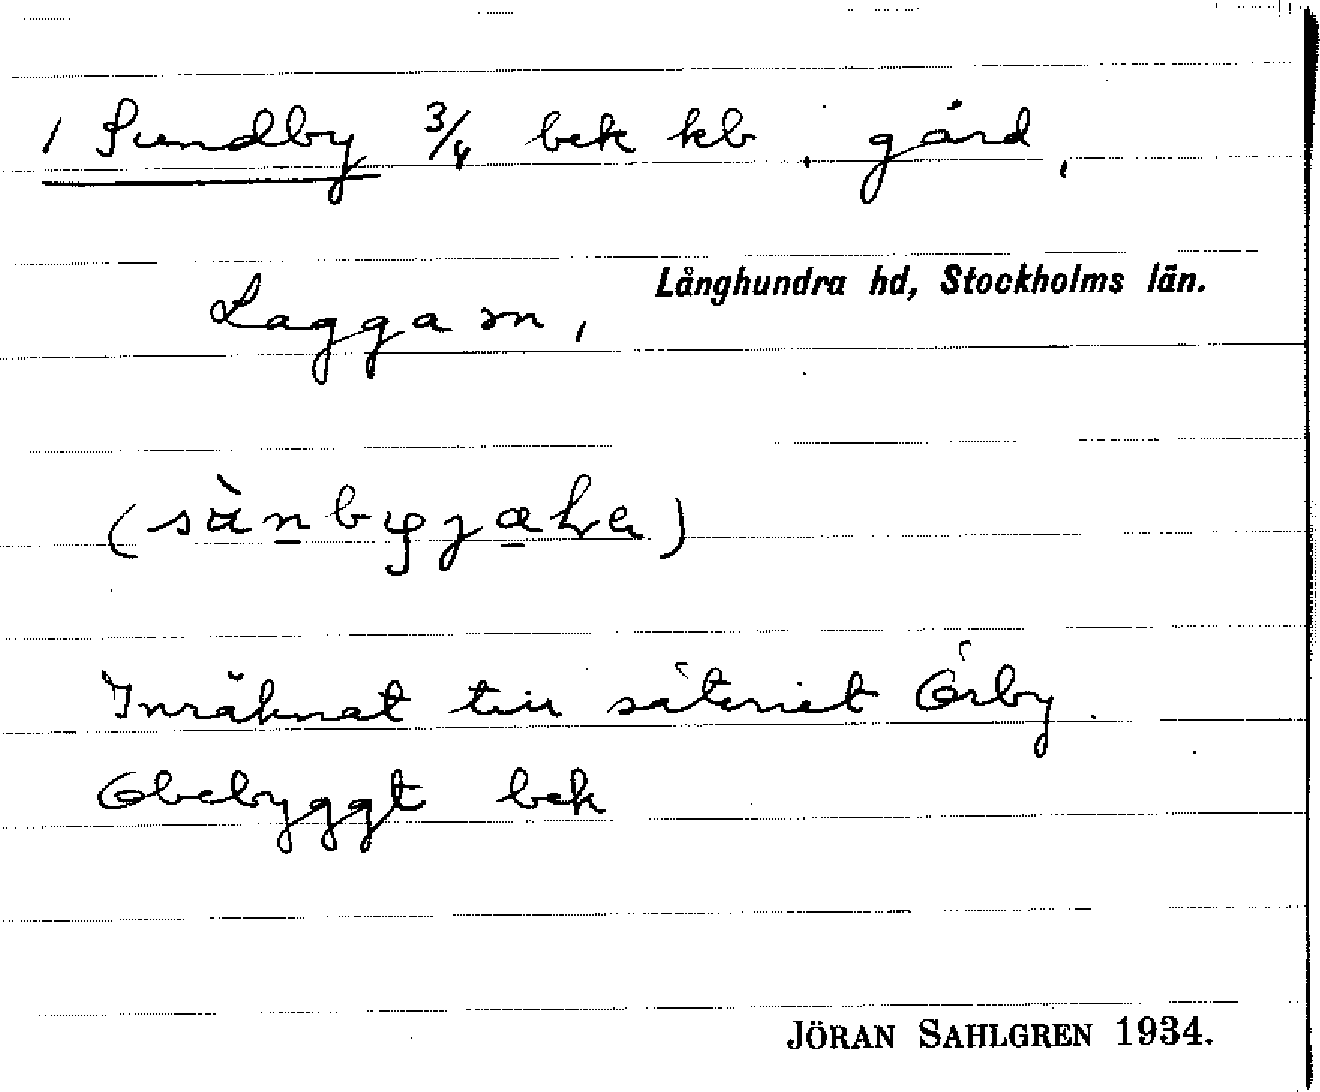 1 Sundby 3/4 bek kb gård,
Långhundra hd, Stockholms län.
Lagga sn,
Inräknat till säteriet Örby.
Obebyggt bek
JÖRAN SAHLGREN 1934.